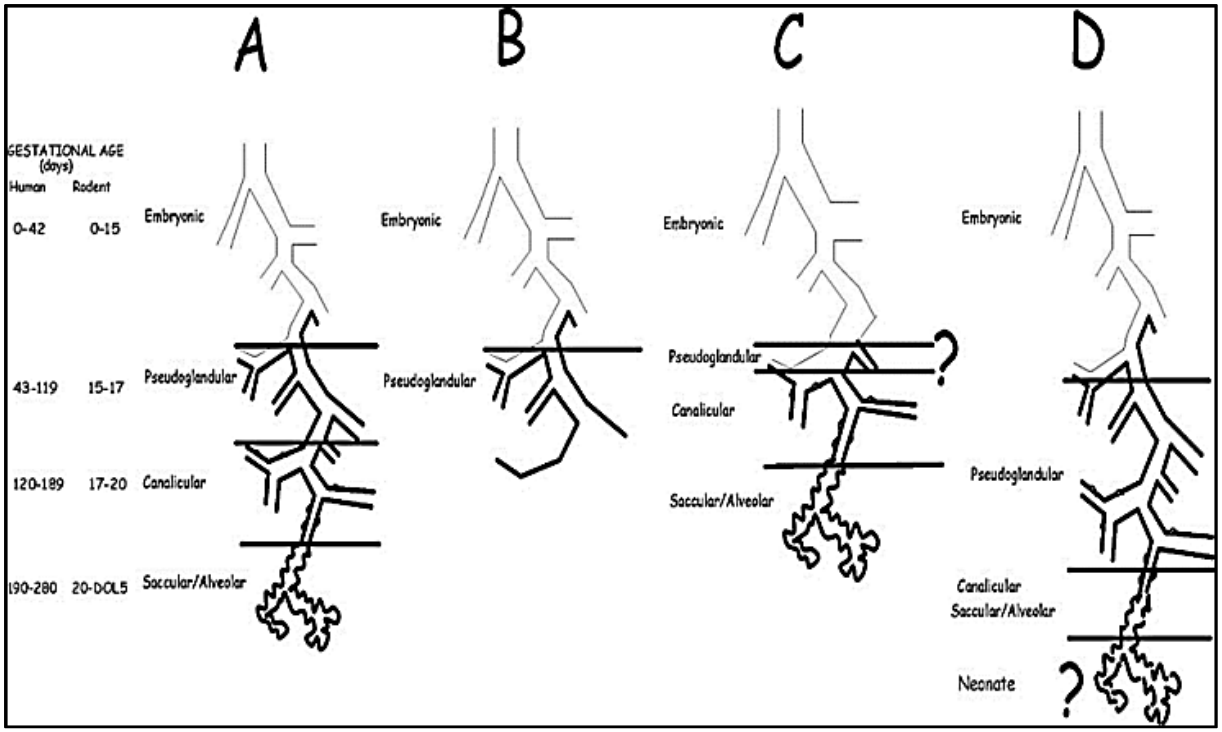 A B C D
GESTATIONAL AGE
(days)
Human Rodent
0-42 0-15 Embryonic Embryonic Embryonic Embryonic
43-119 15-17 Pseudoglandular Pseudoglandular Pseudoglandular ?
Canalicular
120-189 17-20 Canalicular Pseudoglandular
Saccular/Alveolar
190-280 20-DOL5 Saccular/Alveolar Canalicular
Saccular/Alveolar
Neonate ?